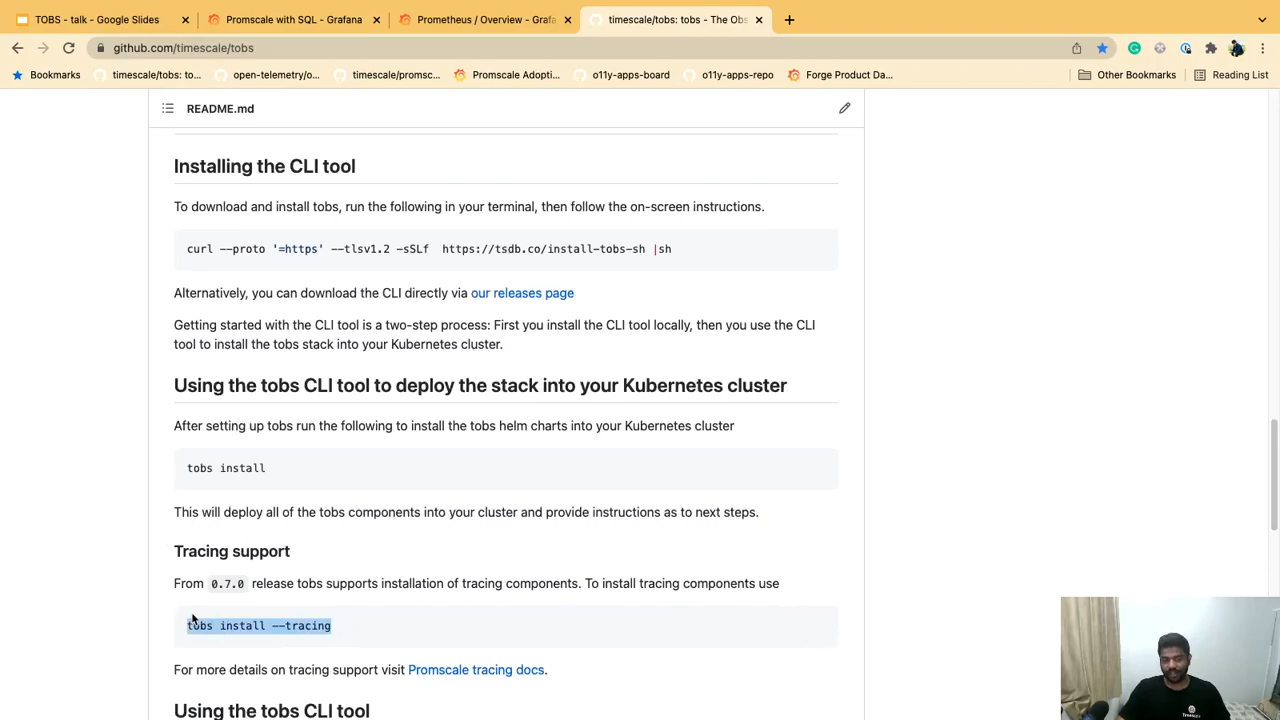 TOBS - talk - Google Slides
Promscale with SQL - Grafana
Prometheus / Overview - Grafa
timescale/tobs: tobs - The Obs
github.com/timescale/tobs
Bookmarks
timescale/tobs: to...
open-telemetry/o...
timescale/promsc...
Promscale Adopti...
o11y-apps-board
o11y-apps-repo
Forge Product Da...
Other Bookmarks
Reading List
README.md
Installing the CLI tool
To download and install tobs, run the following in your terminal, then follow the on-screen instructions.
curl --proto '=https' --tlsv1.2 -sSLf  https://tsdb.co/install-tobs-sh |sh
Alternatively, you can download the CLI directly via our releases page
Getting started with the CLI tool is a two-step process: First you install the CLI tool locally, then you use the CLI
tool to install the tobs stack into your Kubernetes cluster.
Using the tobs CLI tool to deploy the stack into your Kubernetes cluster
After setting up tobs run the following to install the tobs helm charts into your Kubernetes cluster
tobs install
This will deploy all of the tobs components into your cluster and provide instructions as to next steps.
Tracing support
From 0.7.0 release tobs supports installation of tracing components. To install tracing components use
tobs install --tracing
For more details on tracing support visit Promscale tracing docs.
Using the tobs CLI tool